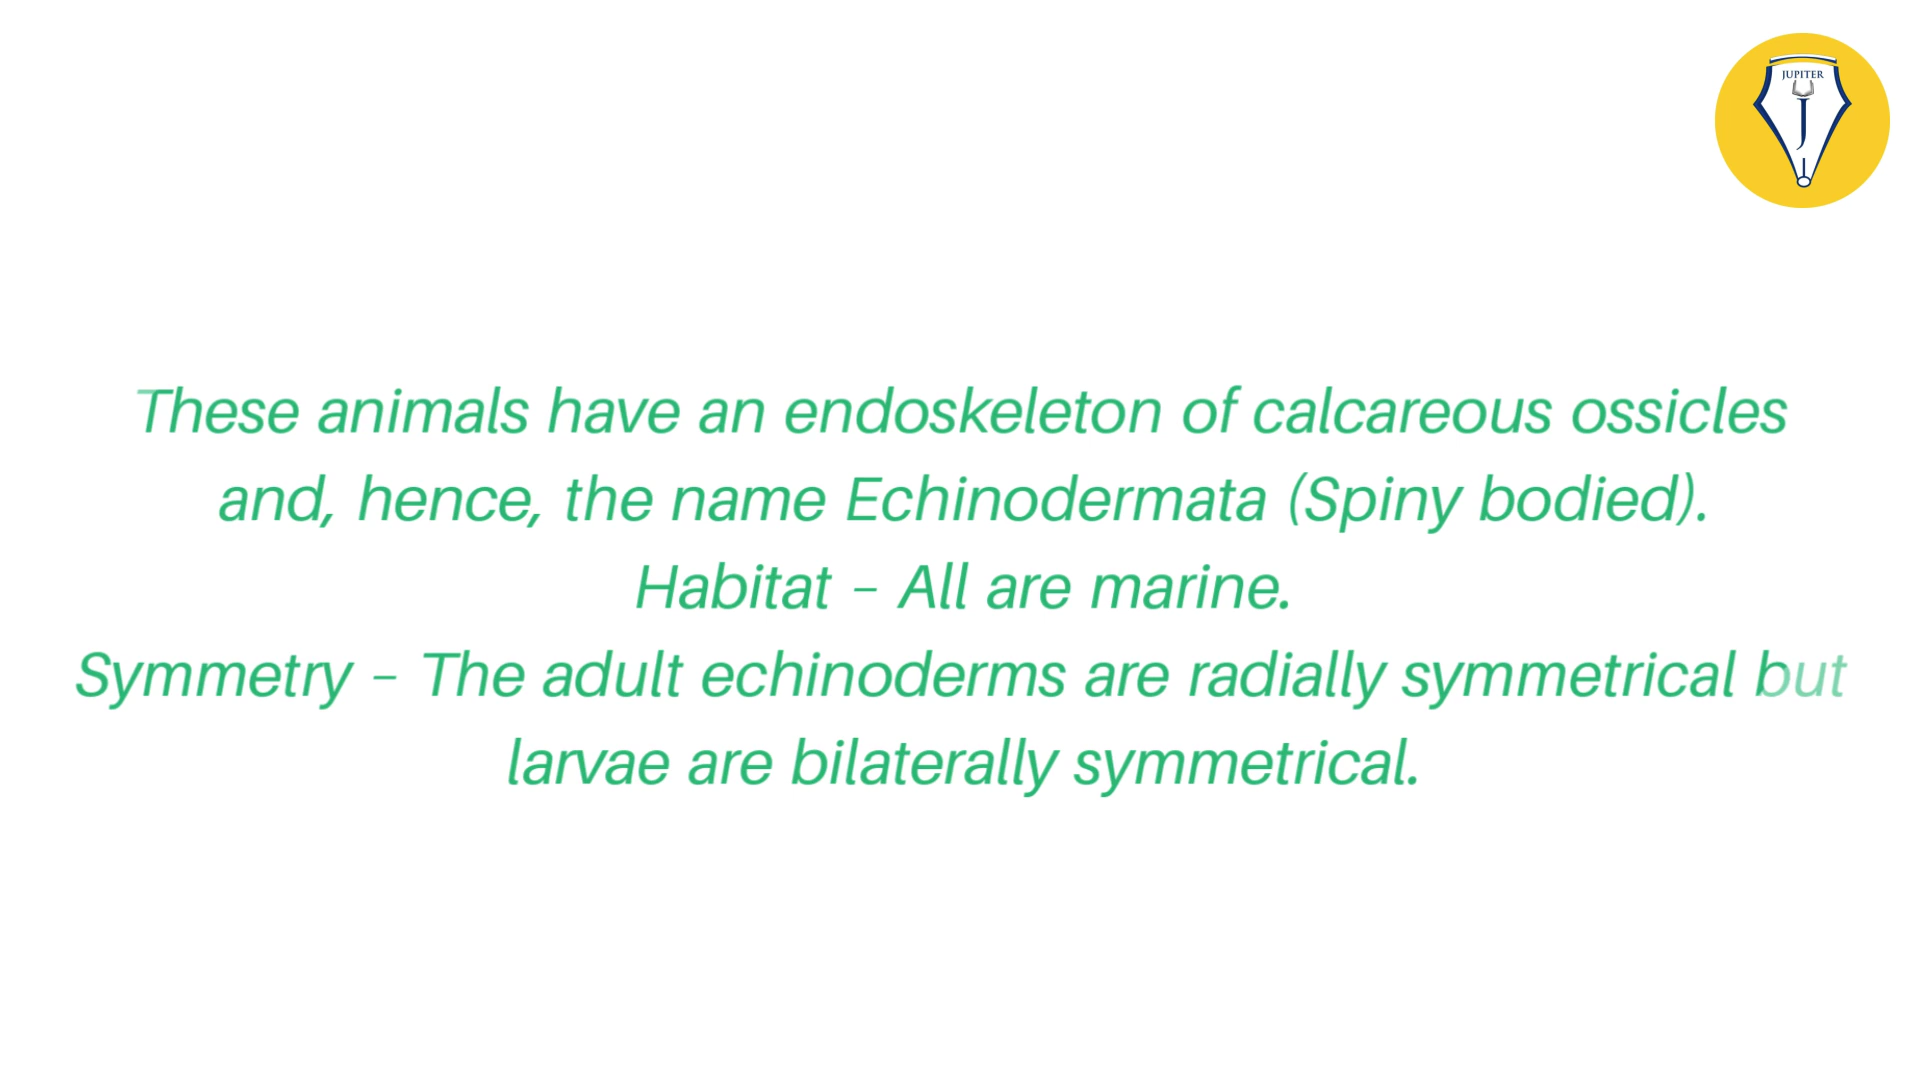 JUPITER
J
These animals have an endoskeleton of calcareous ossicles
and, hence, the name Echinodermata (Spiny bodied).
Habitat – All are marine.
Symmetry – The adult echinoderms are radially symmetrical but
larvae are bilaterally symmetrical.